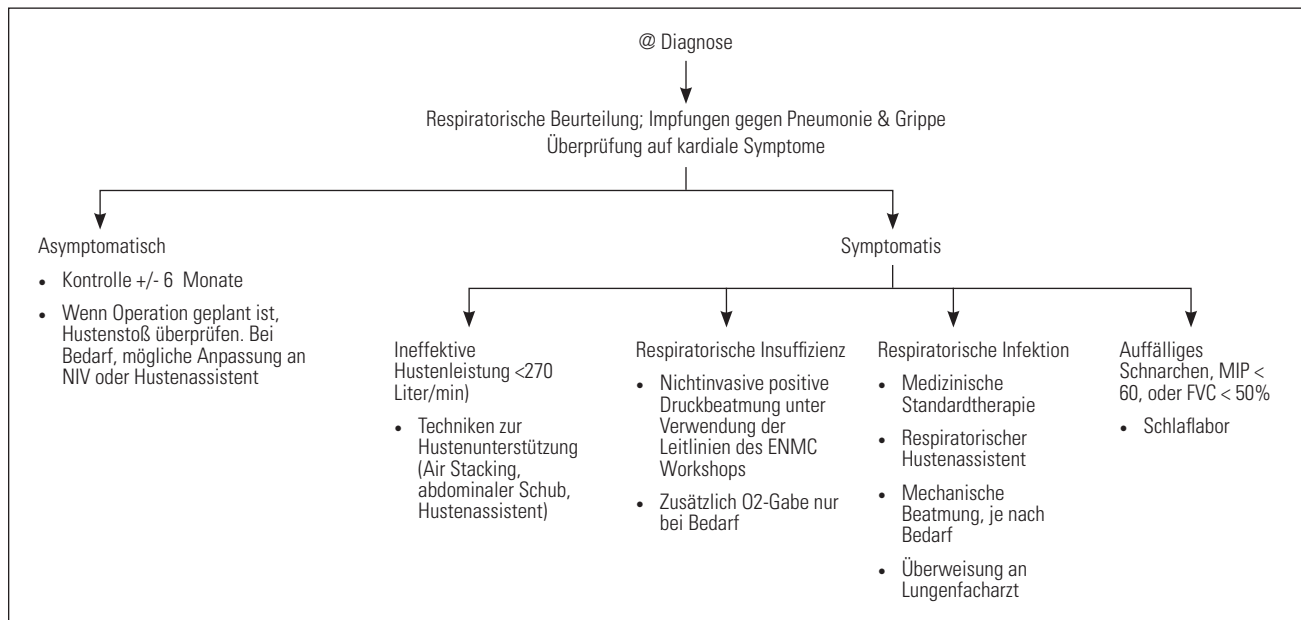 @ Diagnose
Respiratorische Beurteilung; Impfungen gegen Pneumonie & Grippe
Überprüfung auf kardiale Symptome
Asymptomatisch
• Kontrolle +/- 6 Monate
• Wenn Operation geplant ist,
Hustenstoß überprüfen. Bei
Bedarf, mögliche Anpassung an
NIV oder Hustenassistent
Symptomatis
Ineffektive
Hustenleistung <270
Liter/min)
• Techniken zur
Hustenunterstützung
(Air Stacking,
abdominaler Schub,
Hustenassistent)
Respiratorische Insuffizienz
• Nichtinvasive positive
Druckbeatmung unter
Verwendung der
Leitlinien des ENMC
Workshops
• Zusätzlich O2-Gabe nur
bei Bedarf
Respiratorische Infektion
• Medizinische
Standardtherapie
• Respiratorischer
Hustenassistent
• Mechanische
Beatmung, je nach
Bedarf
• Überweisung an
Lungenfacharzt
Auffälliges
Schnarchen, MIP <
60, oder FVC < 50%
• Schlaflabor